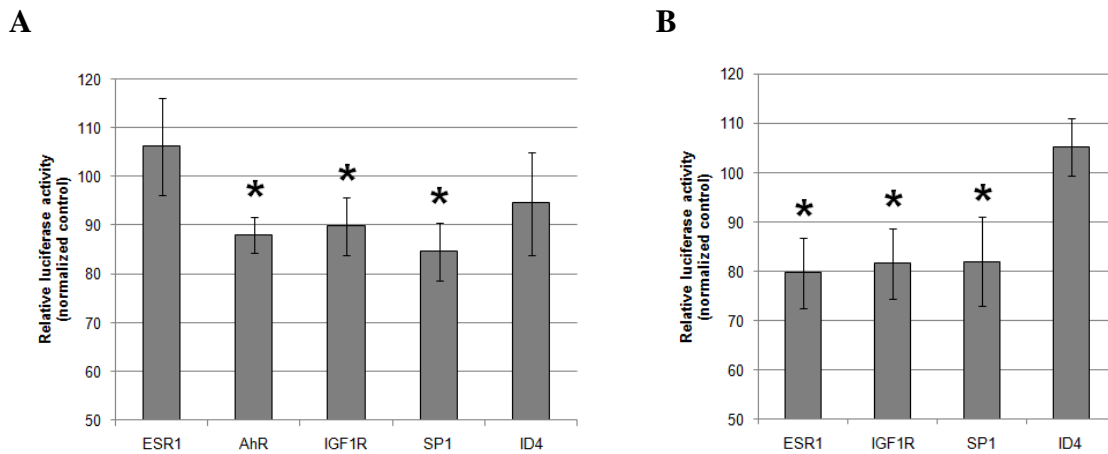 A
Relative luciferase activity
(normalized control)
120
110
100
90
80
70
60
50
*
*
*
ESR1 AhR IGF1R SP1 ID4
B
Relative luciferase activity
(normalized control)
120
110
100
90
80
70
60
50
*
*
*
ESR1 IGF1R SP1 ID4